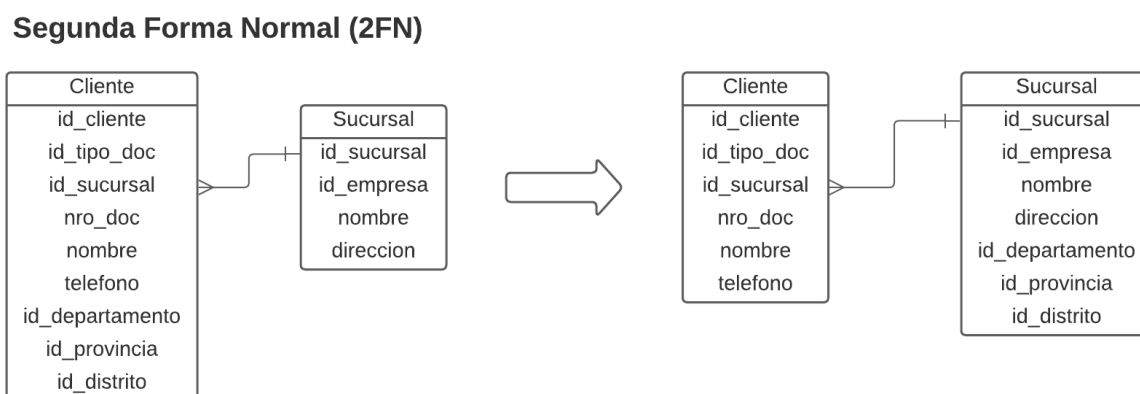 Segunda Forma Normal (2FN)
Cliente
id_cliente
id_tipo_doc
id_sucursal
nro_doc
nombre
telefono
id_departamento
id_provincia
id_distrito
Sucursal
id_sucursal
id_empresa
nombre
direccion
Cliente
id_cliente
id_tipo_doc
id_sucursal
nro_doc
nombre
telefono
Sucursal
id_sucursal
id_empresa
nombre
direccion
id_departamento
id_provincia
id_distrito